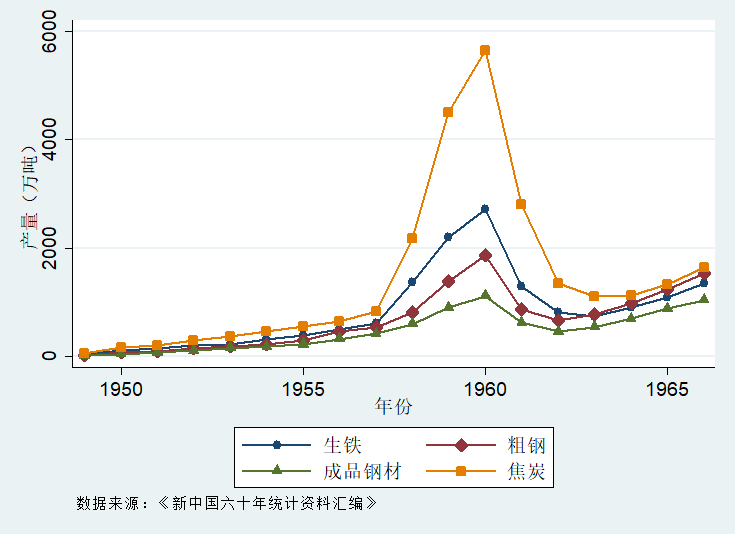 6000
4000
2000
0
产量（万吨）
1950 1955 1960 1965
年份
生铁 粗钢
成品钢材 焦炭
数据来源：《新中国六十年统计资料汇编》